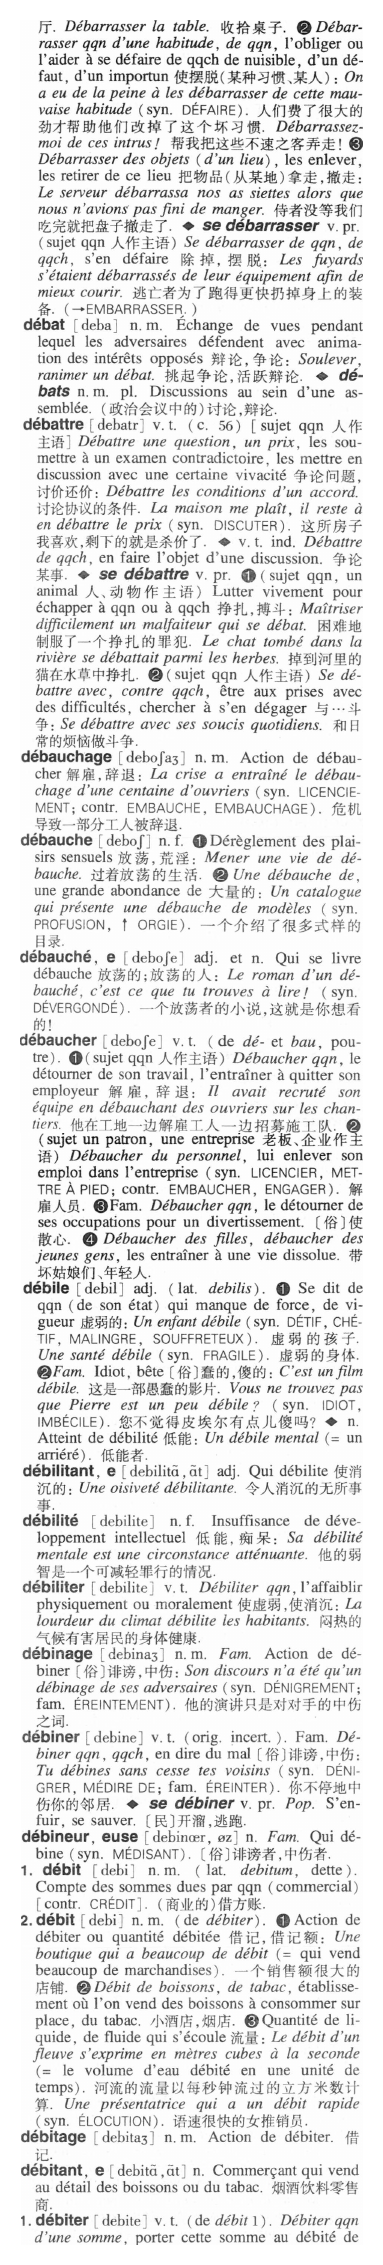 厅. Débarrasser la table. 收拾桌子. ❷ Débar-
rasser qqn d'une habitude, de qqn, l'obliger ou
l'aider à se défaire de qqch de nuisible, d'un dé-
faut, d'un importun 使摆脱(某种习惯、某人): On
a eu de la peine à les débarrasser de cette mau-
vaise habitude (syn. DÉFAIRE). 人们费了很大的
劲才帮助他们改掉了这个坏习惯. Débarrassez-
moi de ces intrus! 帮我把这些不速之客弄走! ❸
Débarrasser des objets (d'un lieu), les enlever,
les retirer de ce lieu 把物品(从某地)拿走,撤走:
Le serveur débarrassa nos as siettes alors que
nous n'avions pas fini de manger. 侍者没等我们
吃完就把盘子撤走了. ◆ se débarrasser v. pr.
(sujet qqn 人作主语) Se débarrasser de qqn, de
qqch, s'en défaire 除掉,摆脱: Les fuyards
s'étaient débarrassés de leur équipement afin de
mieux courir. 逃亡者为了跑得更快扔掉身上的装
备. (→EMBARRASSER. )
débat [deba] n. m. Échange de vues pendant
lequel les adversaires défendent avec anima-
tion des intérêts opposés 辩论,争论: Soulever,
ranimer un débat. 挑起争论,活跃辩论. ◆ dé-
bats n. m. pl. Discussions au sein d'une as-
semblée. (政治会议中的)讨论,辩论.
débattre [debatr] v. t. (c. 56) [sujet qqn 人作
主语] Débattre une question, un prix, les sou-
mettre à un examen contradictoire, les mettre en
discussion avec une certaine vivacité 争论问题,
讨价还价: Débattre les conditions d'un accord.
讨论协议的条件. La maison me plaît, il reste à
en débattre le prix (syn. DISCUTER). 这所房子
我喜欢,剩下的就是杀价了. ◆ v. t. ind. Débattre
de qqch, en faire l'objet d'une discussion. 争论
某事. ◆ se débattre v. pr. ❶ (sujet qqn, un
animal 人、动物作主语) Lutter vivement pour
échapper à qqn ou à qqch 挣扎,搏斗: Maîtriser
difficilement un malfaiteur qui se débat. 困难地
制服了一个挣扎的罪犯. Le chat tombé dans la
rivière se débattait parmi les herbes. 掉到河里的
猫在水草中挣扎. ❷ (sujet qqn 人作主语) Se dé-
battre avec, contre qqch, être aux prises avec
des difficultés, chercher à s'en dégager 与…斗
争: Se débattre avec ses soucis quotidiens. 和日
常的烦恼做斗争.
débauchage [deboʃaʒ] n. m. Action de débau-
cher 解雇,辞退: La crise a entraîné le débau-
chage d'une centaine d'ouvriers (syn. LICENCIE-
MENT; contr. EMBAUCHE, EMBAUCHAGE). 危机
导致一部分工人被辞退.
débauche [deboʃ] n. f. ❶ Dérèglement des plai-
sirs sensuels 放荡,荒淫: Mener une vie de dé-
bauche. 过着放荡的生活. ❷ Une débauche de,
une grande abondance de 大量的: Un catalogue
qui présente une débauche de modèles (syn.
PROFUSION, ↑ ORGIE). 一个介绍了很多式样的
目录.
débauché, e [deboʃe] adj. et n. Qui se livre
débauche 放荡的;放荡的人: Le roman d'un dé-
bauché, c'est ce que tu trouves à lire! (syn.
DÉVERGONDÉ). 一个放荡者的小说,这就是你想看
的!
débaucher [deboʃe] v. t. (de dé- et bau, pou-
tre). ❶ (sujet qqn 人作主语) Débaucher qqn, le
détourner de son travail, l'entraîner à quitter son
employeur 解雇,辞退: Il avait recruté son
équipe en débauchant des ouvriers sur les chan-
tiers. 他在工地一边解雇工人一边招募施工队. ❷
(sujet un patron, une entreprise 老板、企业作主
语) Débaucher du personnel, lui enlever son
emploi dans l'entreprise (syn. LICENCIER, MET-
TRE À PIED; contr. EMBAUCHER, ENGAGER). 解
雇人员. ❸ Fam. Débaucher qqn, le détourner de
ses occupations pour un divertissement. [俗]使
散心. ❹ Débaucher des filles, débaucher des
jeunes gens, les entraîner à une vie dissolue. 带
坏姑娘们、年轻人.
débile [debil] adj. (lat. debilis). ❶ Se dit de
qqn (de son état) qui manque de force, de vi-
gueur 虚弱的: Un enfant débile (syn. DÉTIF, CHÉ-
TIF, MALINGRE, SOUFFRETEUX). 虚弱的孩子.
Une santé débile (syn. FRAGILE). 虚弱的身体.
❷ Fam. Idiot, bête [俗]蠢的,傻的: C'est un film
débile. 这是一部愚蠢的影片. Vous ne trouvez pas
que Pierre est un peu débile? (syn. IDIOT,
IMBÉCILE). 您不觉得皮埃尔有点儿傻吗? ◆ n.
Atteint de débilité 低能: Un débile mental (= un
arriéré). 低能者.
débilitant, e [debilitɑ̃, ɑ̃t] adj. Qui débilite 使消
沉的: Une oisiveté débilitante. 令人消沉的无所事
事.
débilité [debilite] n. f. Insuffisance de déve-
loppement intellectuel 低能,痴呆: Sa débilité
mentale est une circonstance atténuante. 他的弱
智是一个可减轻罪行的情况.
débiliter [debilite] v. t. Débiliter qqn, l'affaiblir
physiquement ou moralement 使虚弱,使消沉: La
lourdeur du climat débilite les habitants. 闷热的
气候有害居民的身体健康.
débinage [debinaʒ] n. m. Fam. Action de dé-
biner [俗]诽谤,中伤: Son discours n'a été qu'un
débinage de ses adversaires (syn. DÉNIGREMENT;
fam. ÉREINTEMENT). 他的演讲只是对对手的中伤
之词.
débiner [debine] v. t. (orig. incert. ). Fam. Dé-
biner qqn, qqch, en dire du mal [俗]诽谤,中伤:
Tu débines sans cesse tes voisins (syn. DÉNI-
GRER, MÉDIRE DE; fam. ÉREINTER). 你不停地中
伤你的邻居. ◆ se débiner v. pr. Pop. S'en-
fuir, se sauver. [民]开溜,逃跑.
débineur, euse [debinœr, øz] n. Fam. Qui dé-
bine (syn. MÉDISANT). [俗]诽谤者,中伤者.
1. débit [debi] n. m. (lat. debitum, dette).
Compte des sommes dues par qqn (commercial)
[contr. CRÉDIT]. (商业的)借方账.
2. débit [debi] n. m. (de débiter). ❶ Action de
débiter ou quantité débitée 借记,借记额: Une
boutique qui a beaucoup de débit (= qui vend
beaucoup de marchandises). 一个销售额很大的
店铺. ❷ Débit de boissons, de tabac, établisse-
ment où l'on vend des boissons à consommer sur
place, du tabac. 小酒店,烟店. ❸ Quantité de li-
quide, de fluide qui s'écoule 流量: Le débit d'un
fleuve s'exprime en mètres cubes à la seconde
(= le volume d'eau débité en une unité de
temps). 河流的流量以每秒钟流过的立方米数计
算. Une présentatrice qui a un débit rapide
(syn. ÉLOCUTION). 语速很快的女推销员.
débitage [debitaʒ] n. m. Action de débiter. 借
记.
débitant, e [debitɑ̃, ɑ̃t] n. Commerçant qui vend
au détail des boissons ou du tabac. 烟酒饮料零售
商.
1. débiter [debite] v. t. (de débit 1). Débiter qqn
d'une somme, porter cette somme au débit de